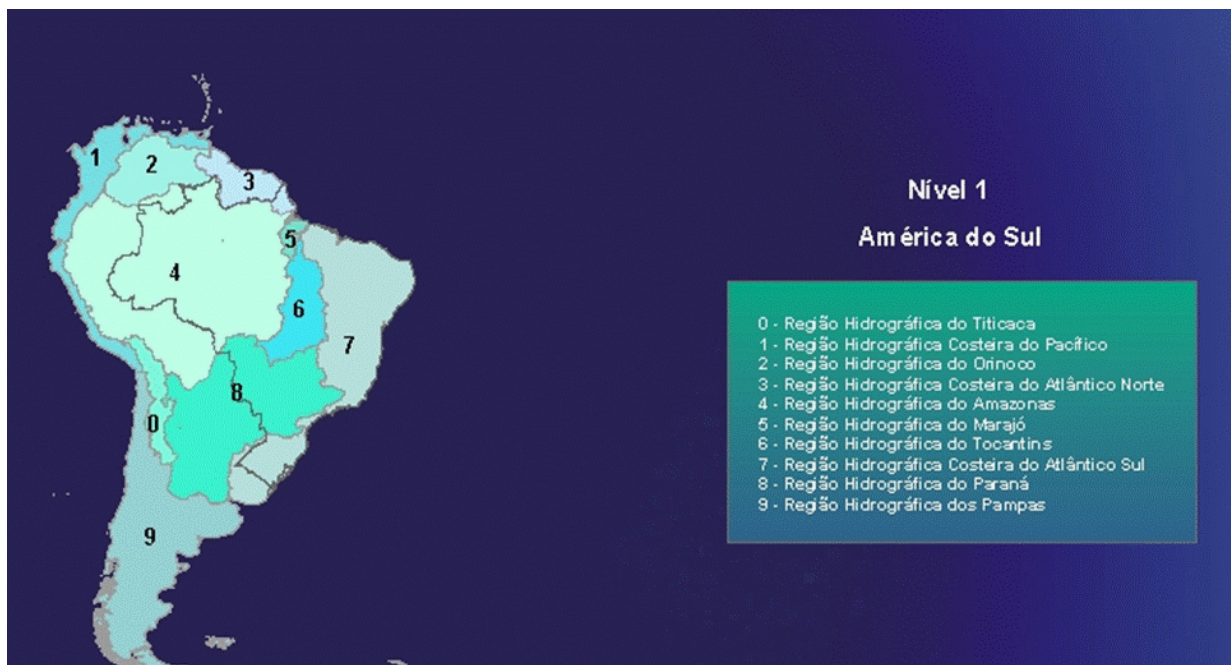 1
2
3
5
4
6
7
8
0
9
Nível 1
América do Sul
0 - Região Hidrográfica do Titicaca
1 - Região Hidrográfica Costeira do Pacífico
2 - Região Hidrográfica do Orinoco
3 - Região Hidrográfica Costeira do Atlântico Norte
4 - Região Hidrográfica do Amazonas
5 - Região Hidrográfica do Marajó
6 - Região Hidrográfica do Tocantins
7 - Região Hidrográfica Costeira do Atlântico Sul
8 - Região Hidrográfica do Paraná
9 - Região Hidrográfica dos Pampas